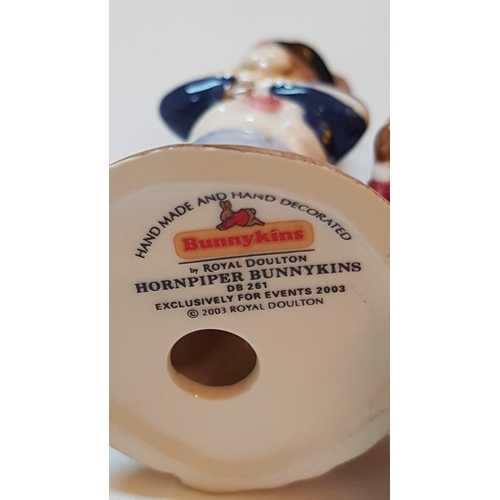 HAND MADE AND HAND DECORATED
Bunnykins
by ROYAL DOULTON
HORNPIPER BUNNYKINS
DB 261
EXCLUSIVELY FOR EVENTS 2003
© 2003 ROYAL DOULTON